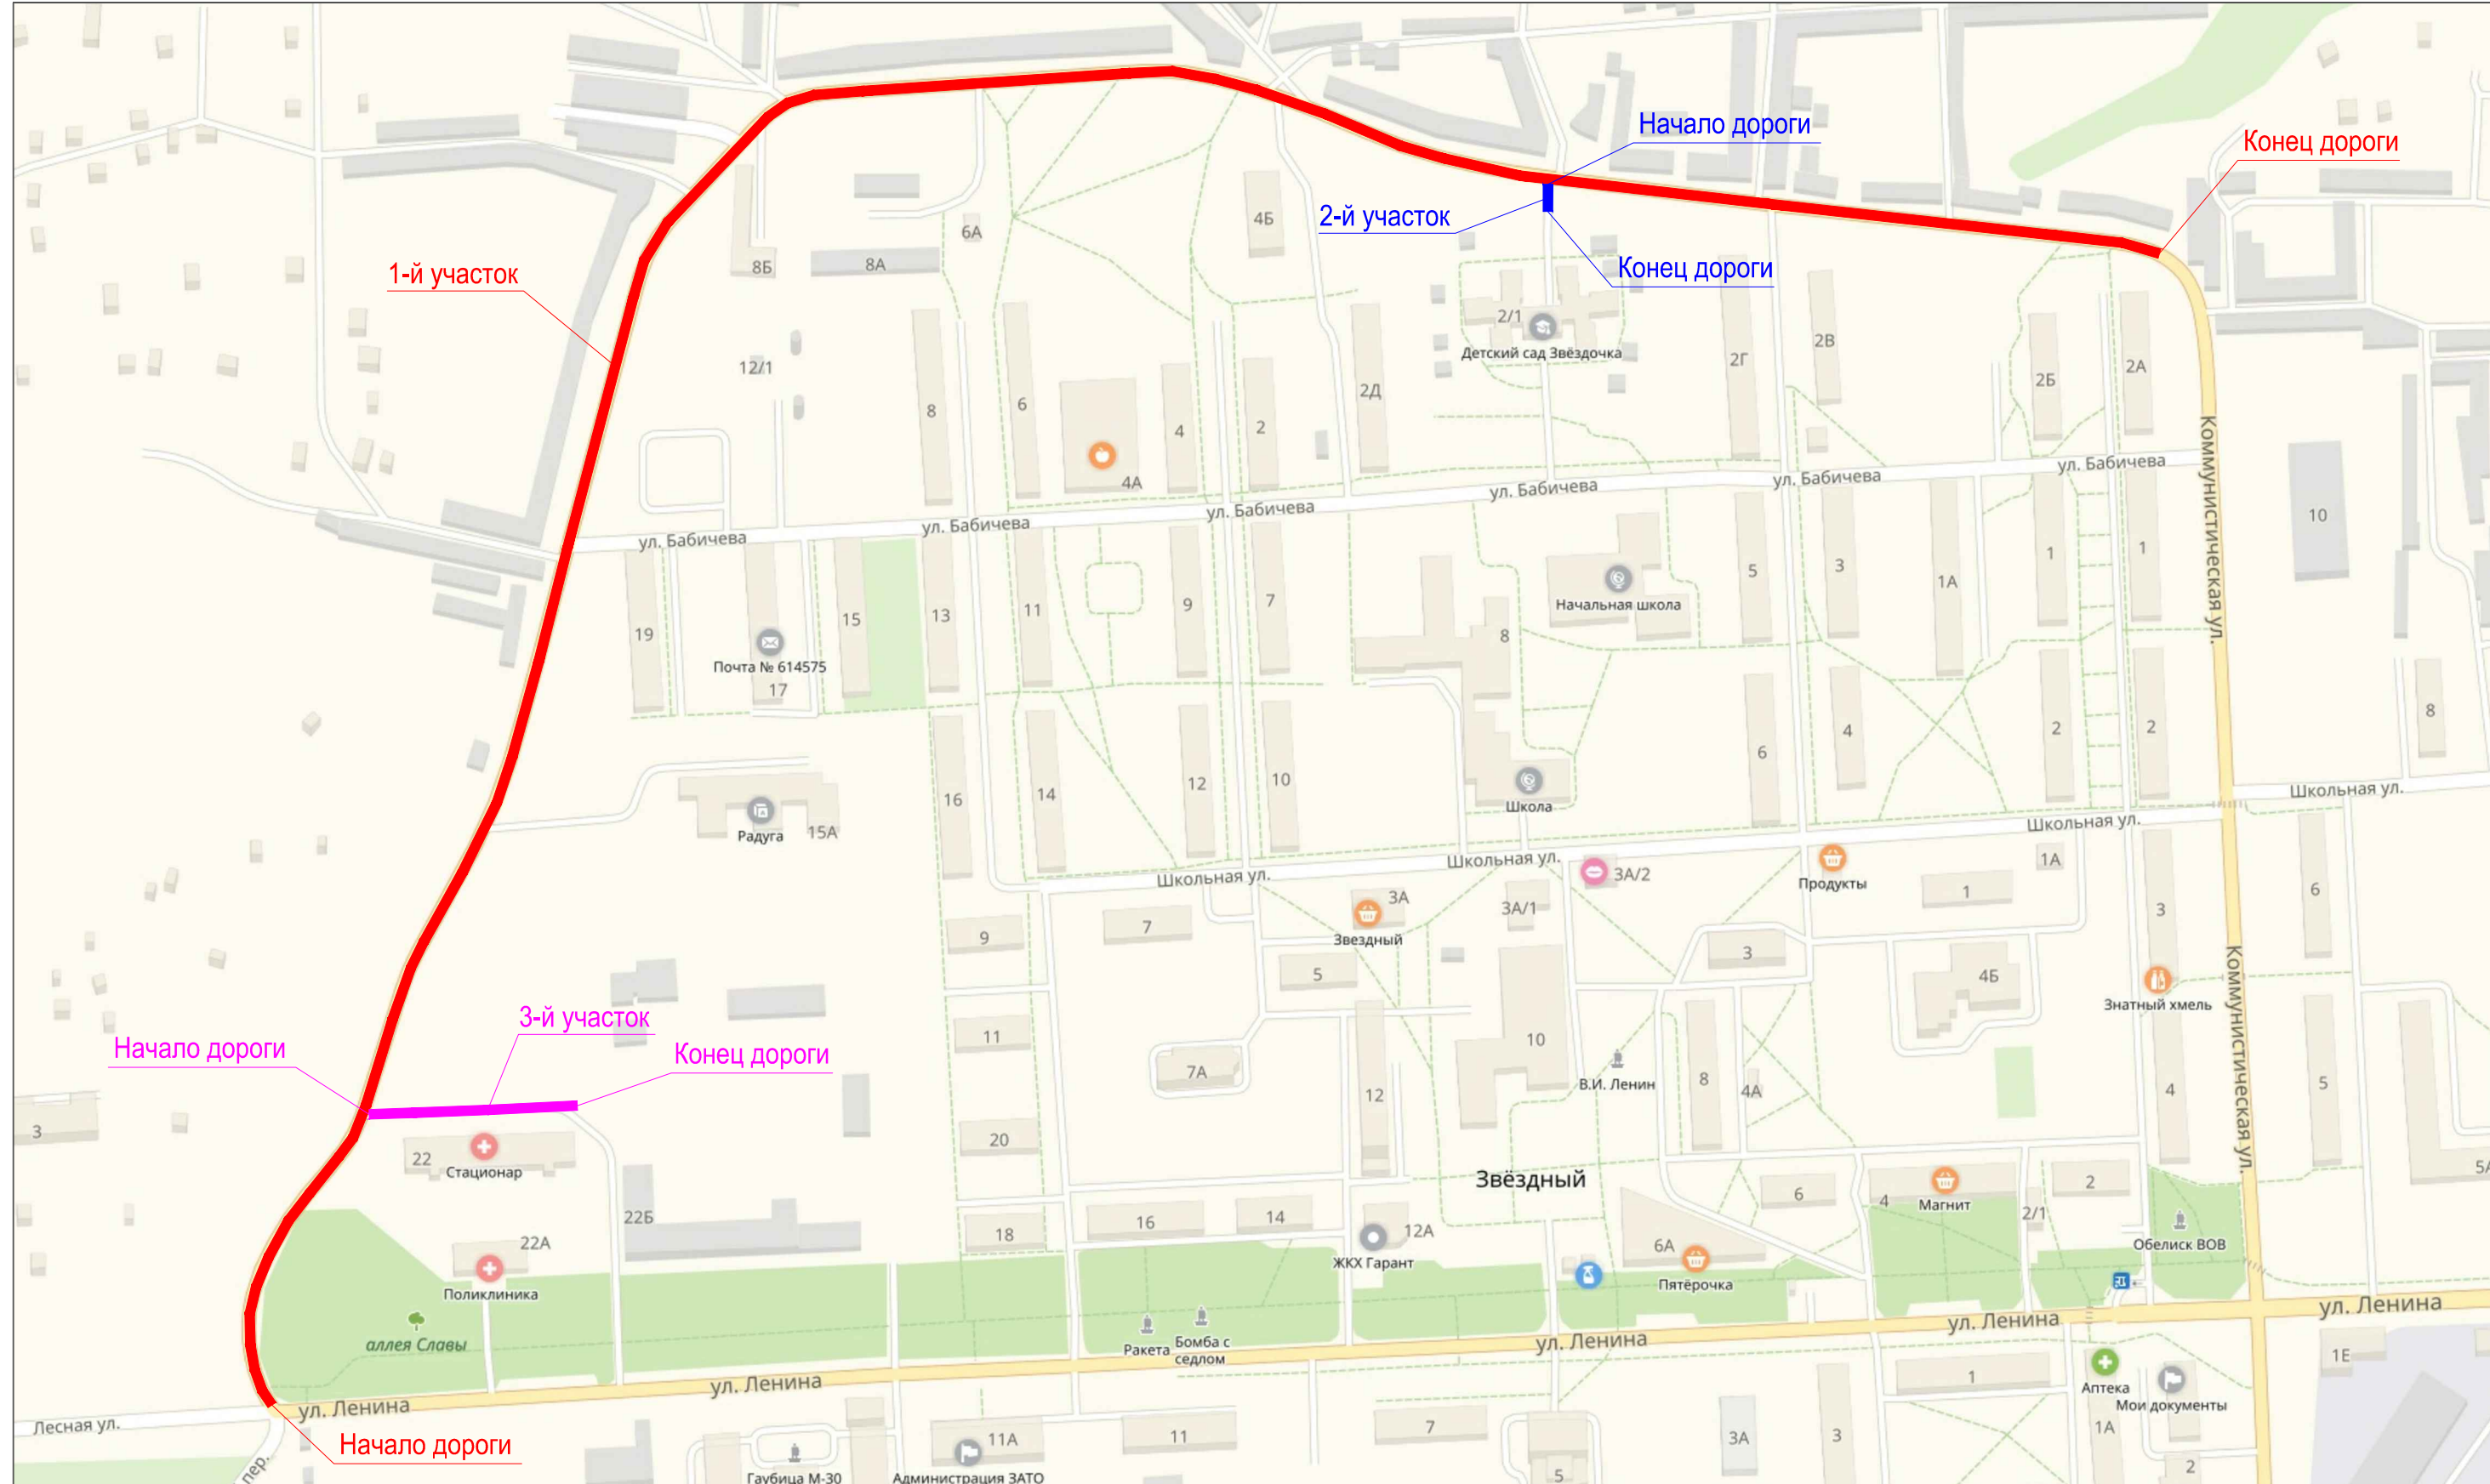 Начало дороги
Конец дороги
2-й участок
4Б
6А
8Б
8А
Конец дороги
1-й участок
2/1
Детский сад Звёздочка
2В
2Г
2А
2Б
12/1
2Д
8
6
4
2
4А
Коммунистическая ул.
ул. Бабичева
ул. Бабичева
ул. Бабичева
ул. Бабичева
ул. Бабичева
ул. Бабичева
10
19
Почта № 614575
17
15
13
11
9
7
Начальная школа
8
5
3
1А
1
1
8
Радуга
15А
16
14
12
10
Школа
6
4
2
2
Школьная ул.
Школьная ул.
Школьная ул.
Школьная ул.
3А/2
Продукты
1А
1
3
6
9
7
3А
Звездный
3А/1
5
3
4Б
Знатный хмель
Коммунистическая ул.
3-й участок
Начало дороги
Конец дороги
11
7А
12
10
В.И. Ленин
8
4А
4
5
3
22
Стационар
20
Звёздный
5А
22Б
22А
Поликлиника
18
16
14
12А
ЖКХ Гарант
6
6А
Пятёрочка
4
Магнит
2
2/1
Обелиск ВОВ
аллея Славы
Ракета
Бомба с
седлом
ул. Ленина
ул. Ленина
ул. Ленина
ул. Ленина
ул. Ленина
1Е
Лесная ул.
Начало дороги
пер.
Гаубица М-30
11А
Администрация ЗАТО
11
7
5
3А
3
1
Аптека
1А
Мои документы
2